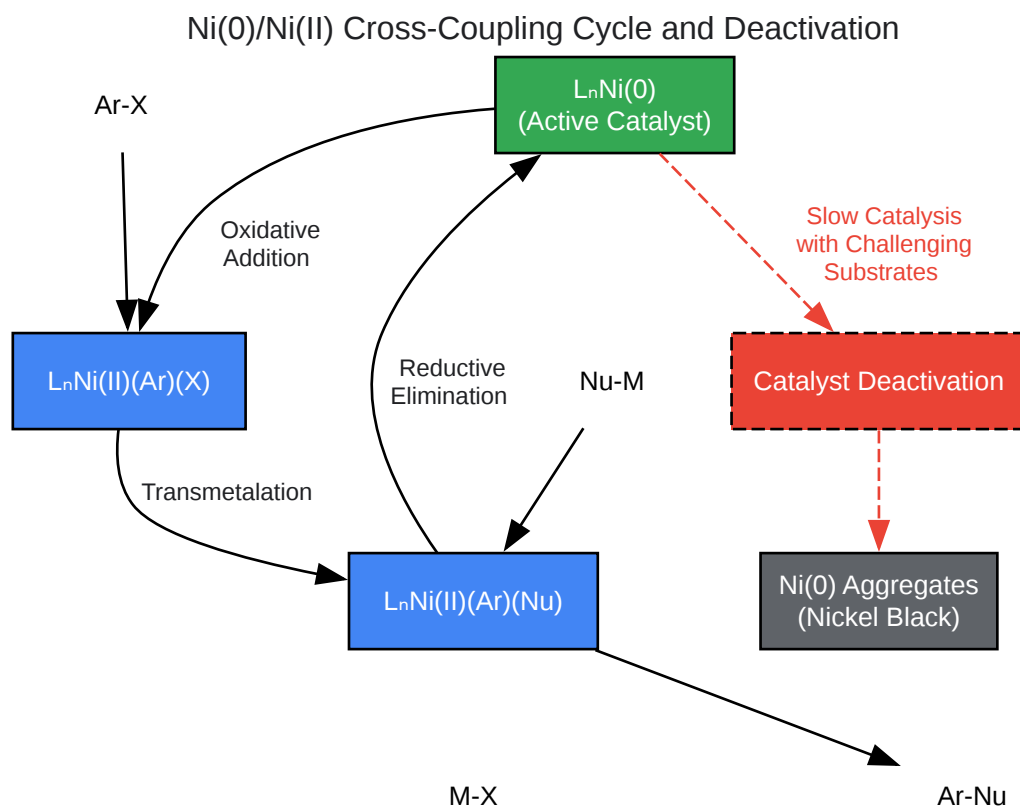 Ni(0)/Ni(II) Cross-Coupling Cycle and Deactivation
LₙNi(0)
(Active Catalyst)
Ar-X
Oxidative
Addition
Slow Catalysis
with Challenging
Substrates
LₙNi(II)(Ar)(X)
Reductive
Elimination
Nu-M
Catalyst Deactivation
Transmetalation
LₙNi(II)(Ar)(Nu)
Ni(0) Aggregates
(Nickel Black)
M-X
Ar-Nu